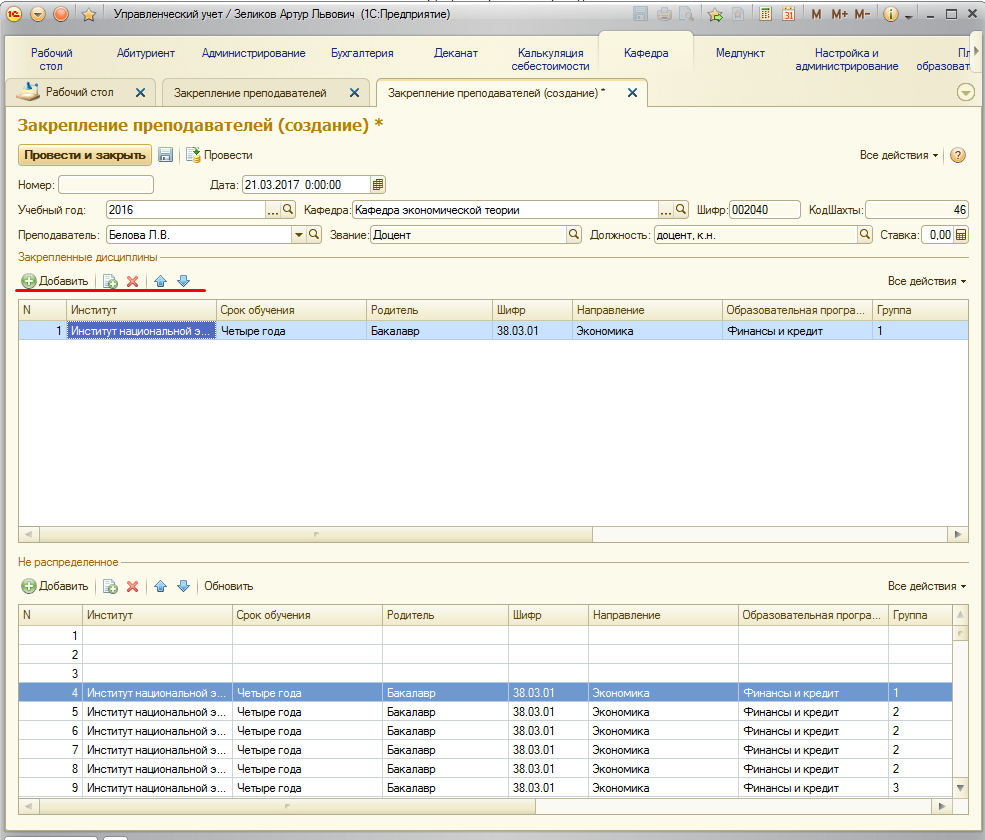 Управленческий учет / Зеликов Артур Львович (1С:Предприятие)
31 M M+ M-
Рабочий стол Абитуриент Администрирование Бухгалтерия Деканат Калькуляция себестоимости Кафедра Медпункт Настройка и администрирование Пл образоват
Рабочий стол Закрепление преподавателей Закрепление преподавателей (создание) *
Закрепление преподавателей (создание) *
Провести и закрыть Провести Все действия
Номер: Дата: 21.03.2017 0:00:00
Учебный год: 2016 ... Кафедра: Кафедра экономической теории ... Шифр: 002040 КодШахты: 46
Преподаватель: Белова Л.В. Звание: Доцент Должность: доцент, к.н. Ставка: 0,00
Закрепленные дисциплины
Добавить Все действия
N Институт Срок обучения Родитель Шифр Направление Образовательная програ... Группа
1 Институт национальной э... Четыре года Бакалавр 38.03.01 Экономика Финансы и кредит 1
Не распределенное
Добавить Обновить Все действия
N Институт Срок обучения Родитель Шифр Направление Образовательная програ... Группа
1
2
3
4 Институт национальной э... Четыре года Бакалавр 38.03.01 Экономика Финансы и кредит 1
5 Институт национальной э... Четыре года Бакалавр 38.03.01 Экономика Финансы и кредит 2
6 Институт национальной э... Четыре года Бакалавр 38.03.01 Экономика Финансы и кредит 2
7 Институт национальной э... Четыре года Бакалавр 38.03.01 Экономика Финансы и кредит 2
8 Институт национальной э... Четыре года Бакалавр 38.03.01 Экономика Финансы и кредит 2
9 Институт национальной э... Четыре года Бакалавр 38.03.01 Экономика Финансы и кредит 3